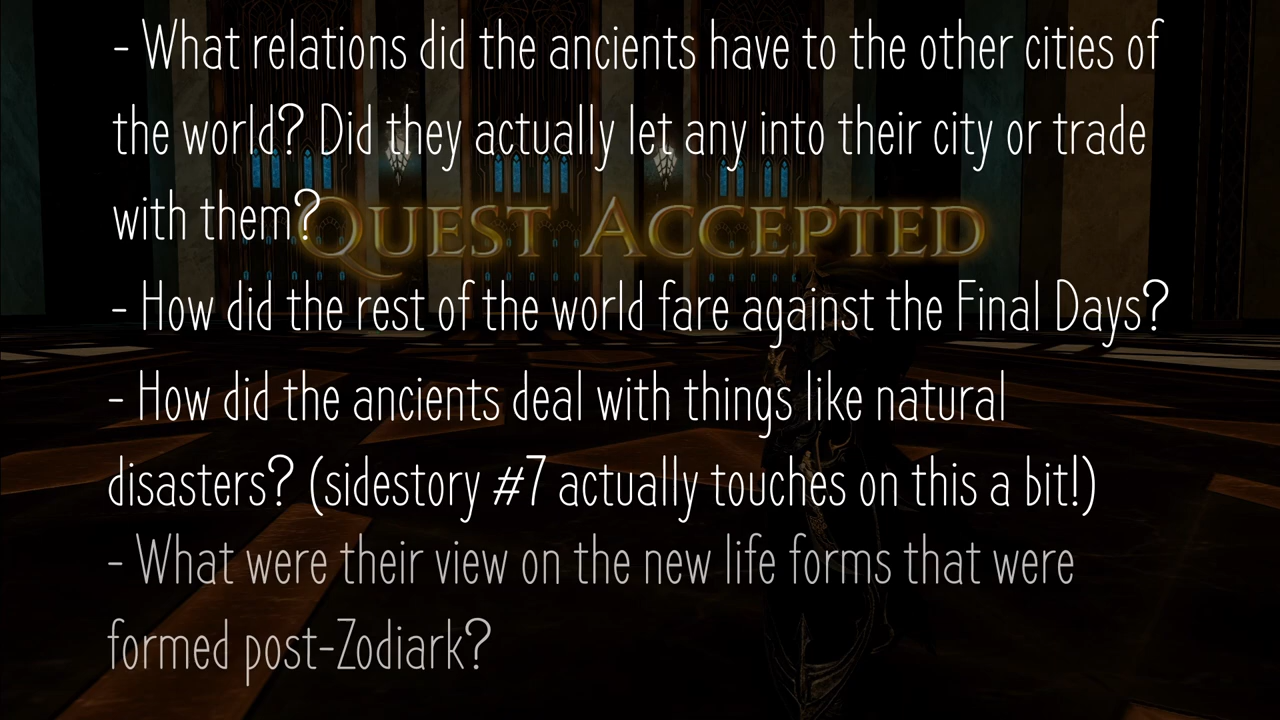 - What relations did the ancients have to the other cities of
the world? Did they actually let any into their city or trade
with them?
QUEST ACCEPTED
- How did the rest of the world fare against the Final Days?
- How did the ancients deal with things like natural
disasters? (sidestory #7 actually touches on this a bit!)
- What were their view on the new life forms that were
formed post-Zodiark?